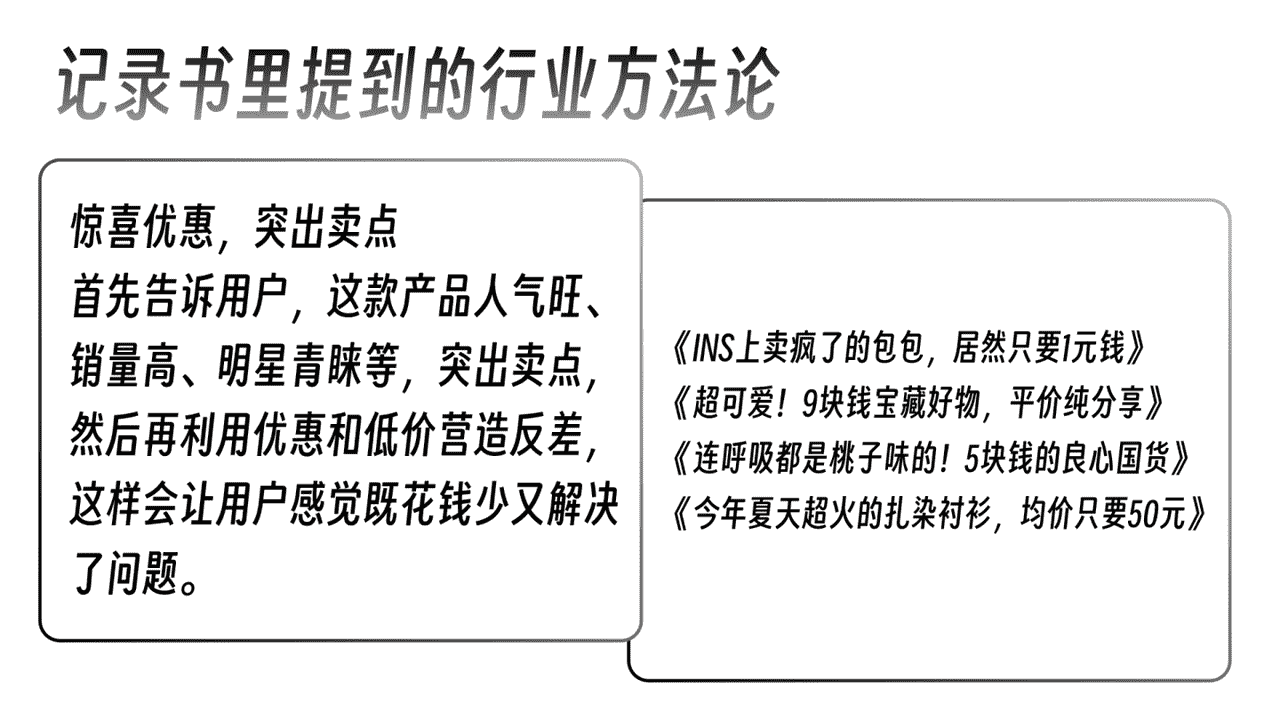 记录书里提到的行业方法论
惊喜优惠，突出卖点
首先告诉用户，这款产品人气旺、
销量高、明星青睐等，突出卖点，
然后再利用优惠和低价营造反差，
这样会让用户感觉既花钱少又解决
了问题。
《INS上卖疯了的包包，居然只要1元钱》
《超可爱！9块钱宝藏好物，平价纯分享》
《连呼吸都是桃子味的！5块钱的良心国货》
《今年夏天超火的扎染衬衫，均价只要50元》